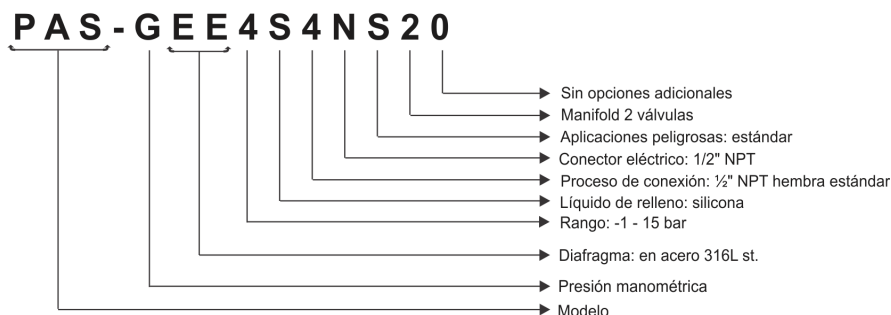 PAS-GEE4S4NS20
Sin opciones adicionales
Manifold 2 válvulas
Aplicaciones peligrosas: estándar
Conector eléctrico: 1/2" NPT
Proceso de conexión: ½" NPT hembra estándar
Líquido de relleno: silicona
Rango: -1 - 15 bar
Diafragma: en acero 316L st.
Presión manométrica
Modelo